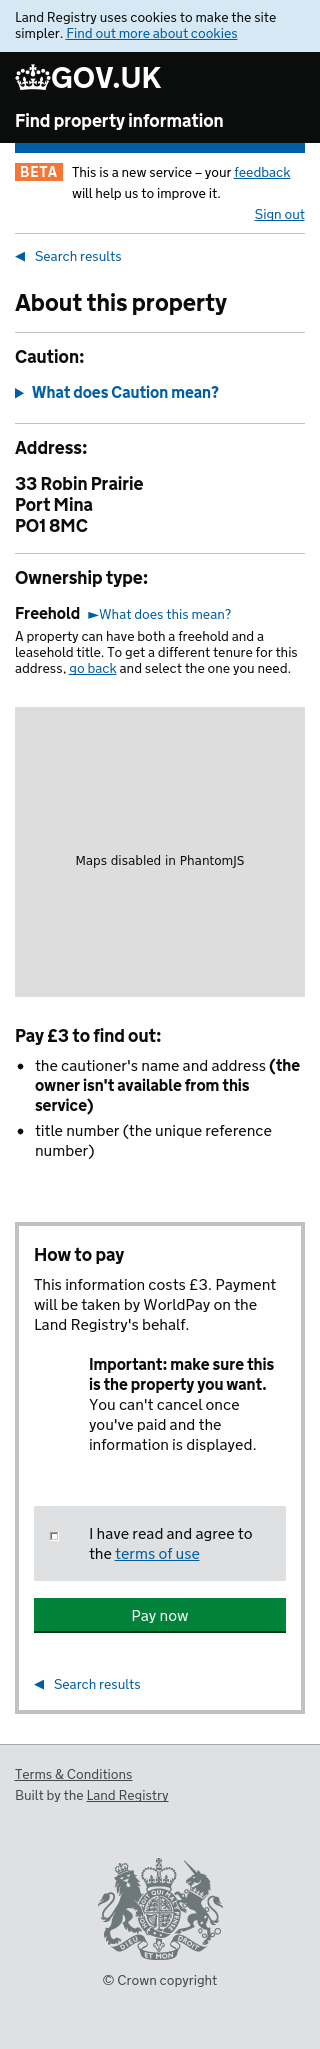 Land Registry uses cookies to make the site
simpler. Find out more about cookies
GOV.UK
Find property information
BETA This is a new service – your feedback
will help us to improve it.
Sign out
◀ Search results
About this property
Caution:
▶ What does Caution mean?
Address:
33 Robin Prairie
Port Mina
PO1 8MC
Ownership type:
Freehold ►What does this mean?
A property can have both a freehold and a
leasehold title. To get a different tenure for this
address, go back and select the one you need.
Maps disabled in PhantomJS
Pay £3 to find out:
• the cautioner's name and address (the
owner isn't available from this
service)
• title number (the unique reference
number)
How to pay
This information costs £3. Payment
will be taken by WorldPay on the
Land Registry's behalf.
Important: make sure this
is the property you want.
You can't cancel once
you've paid and the
information is displayed.
I have read and agree to
the terms of use
Pay now
◀ Search results
Terms & Conditions
Built by the Land Registry
DIEU ET MON DROIT
© Crown copyright